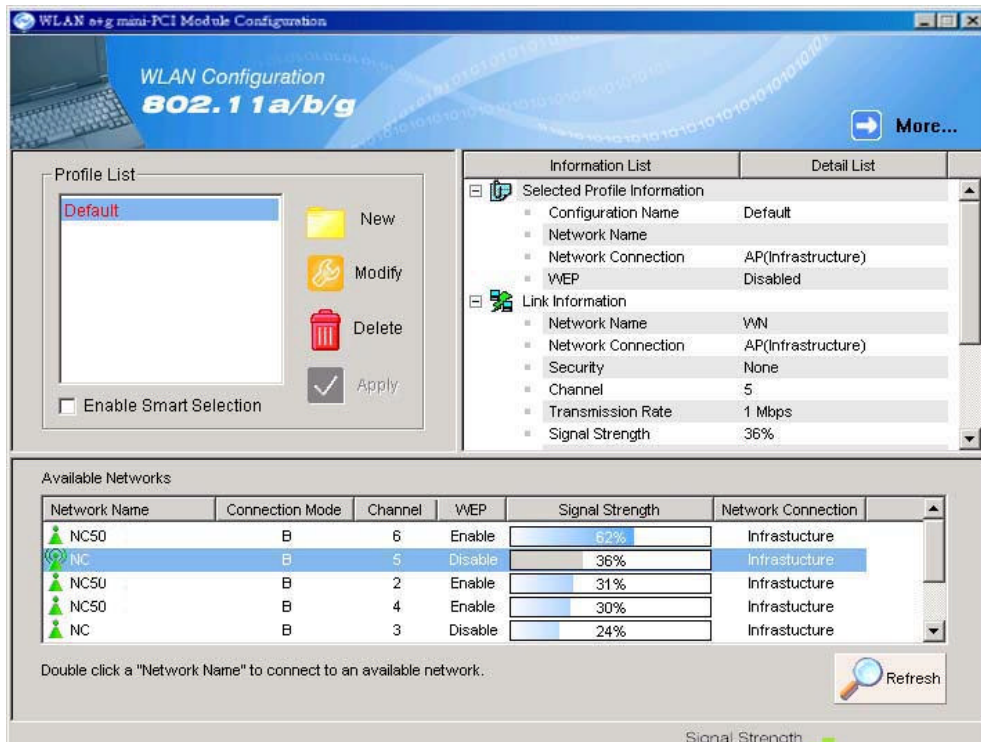 WLAN a+g mini-PCI Module Configuration
WLAN Configuration
802.11a/b/g
More...
Profile List
Default
New
Modify
Delete
Apply
Enable Smart Selection
Information List Detail List
Selected Profile Information
Configuration Name Default
Network Name
Network Connection AP(Infrastructure)
WEP Disabled
Link Information
Network Name WN
Network Connection AP(Infrastructure)
Security None
Channel 5
Transmission Rate 1 Mbps
Signal Strength 36%
Available Networks
Network Name Connection Mode Channel WEP Signal Strength Network Connection
NC50 B 6 Enable 62% Infrastucture
NC B 5 Disable 36% Infrastucture
NC50 B 2 Enable 31% Infrastucture
NC50 B 4 Enable 30% Infrastucture
NC B 3 Disable 24% Infrastucture
Double click a "Network Name" to connect to an available network.
Refresh
Signal Strength